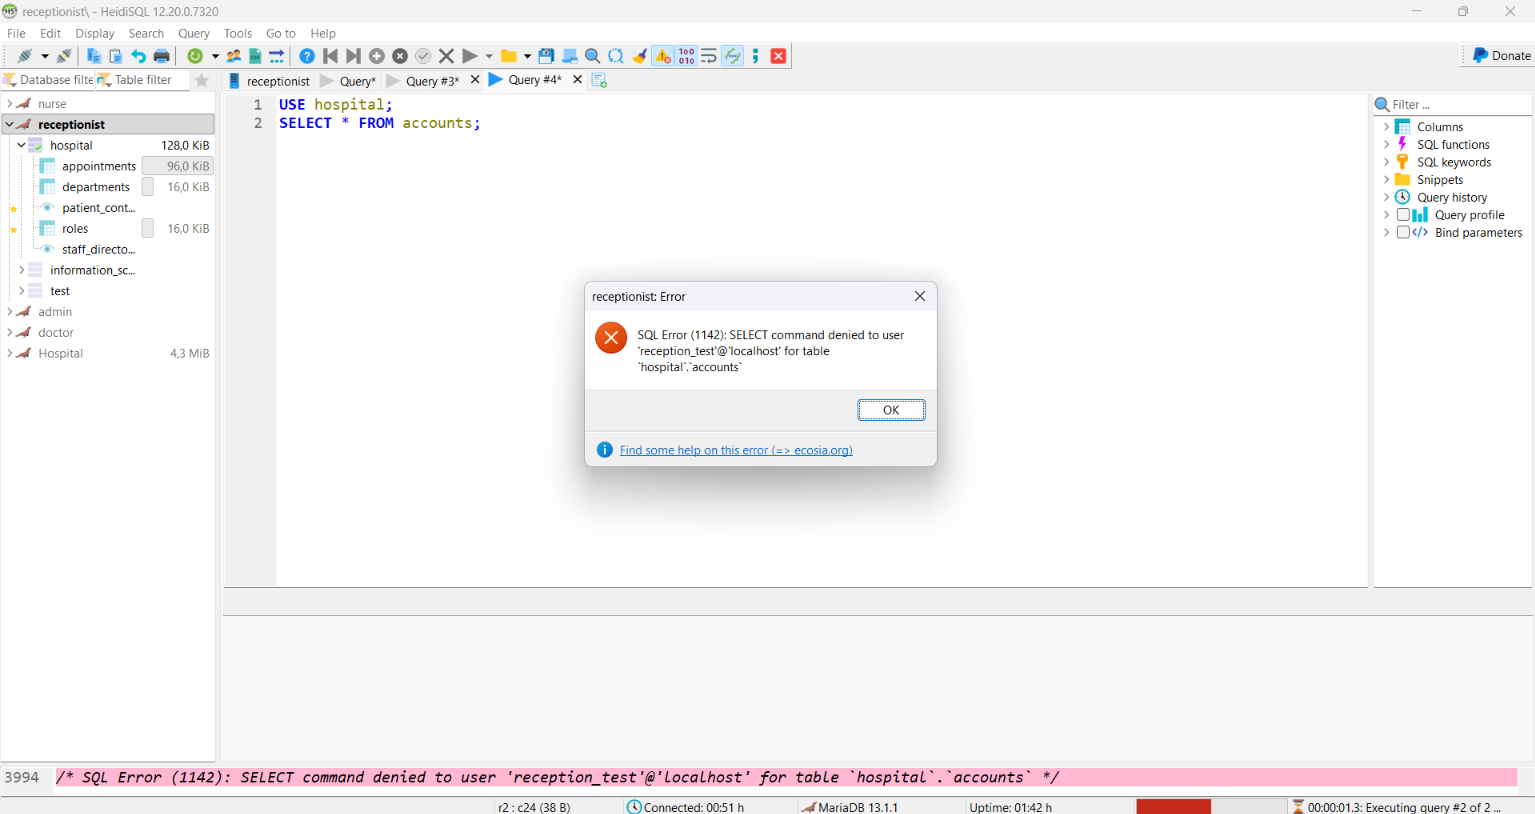 receptionist\ - HeidiSQL 12.20.0.7320
File Edit Display Search Query Tools Go to Help
Donate
Database filte Table filter
receptionist Query* Query #3* Query #4*
nurse
receptionist
hospital 128,0 KiB
appointments 96,0 KiB
departments 16,0 KiB
patient_cont...
roles 16,0 KiB
staff_directo...
information_sc...
test
admin
doctor
Hospital 4,3 MiB
1 USE hospital;
2 SELECT * FROM accounts;
Filter ...
Columns
SQL functions
SQL keywords
Snippets
Query history
Query profile
Bind parameters
receptionist: Error
SQL Error (1142): SELECT command denied to user
'reception_test'@'localhost' for table
`hospital`.`accounts`
OK
Find some help on this error (=> ecosia.org)
3994 /* SQL Error (1142): SELECT command denied to user 'reception_test'@'localhost' for table `hospital`.`accounts` */
r2 : c24 (38 B) Connected: 00:51 h MariaDB 13.1.1 Uptime: 01:42 h 00:00:01.3: Executing query #2 of 2 ...